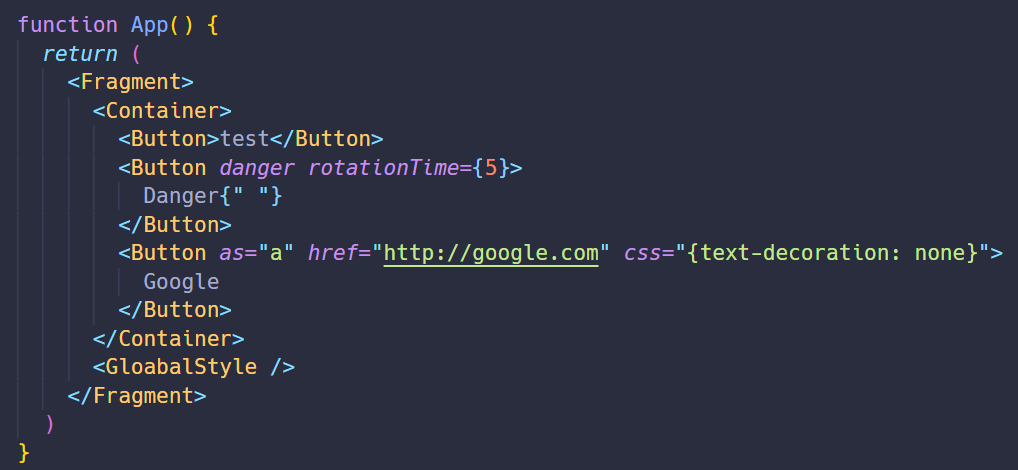 function App() {
  return (
    <Fragment>
      <Container>
        <Button>test</Button>
        <Button danger rotationTime={5}>
          Danger{" "}
        </Button>
        <Button as="a" href="http://google.com" css="{text-decoration: none}">
          Google
        </Button>
      </Container>
      <GloabalStyle />
    </Fragment>
  )
}